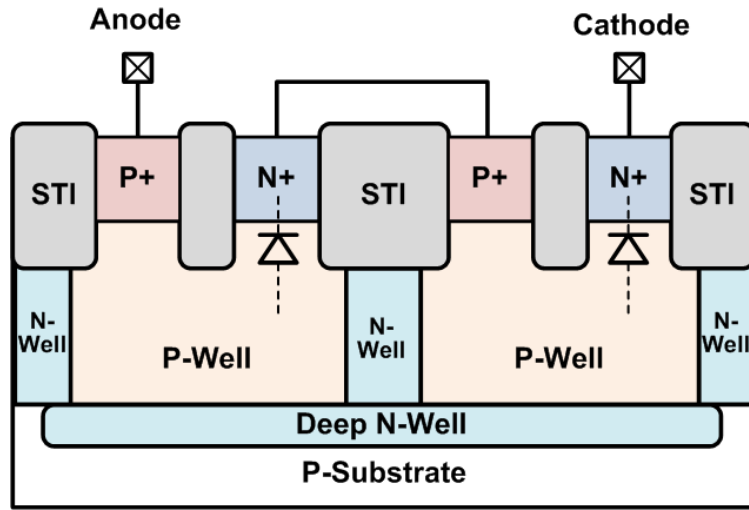 Anode
Cathode
STI
P+
N+
STI
P+
N+
STI
N-
Well
P-Well
N-
Well
P-Well
N-
Well
Deep N-Well
P-Substrate